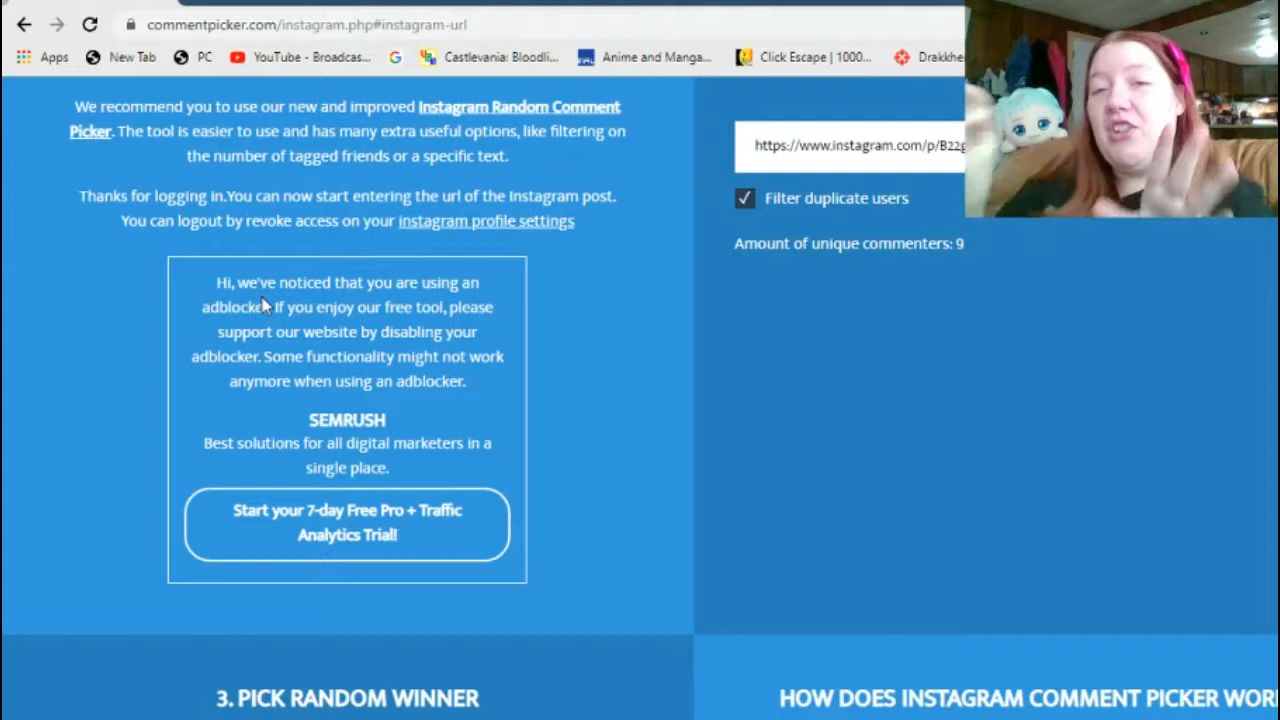 commentpicker.com/instagram.php#instagram-url
Apps New Tab PC YouTube - Broadcas... Castlevania: Bloodli... Anime and Manga... Click Escape | 1000... Drakkhe
We recommend you to use our new and improved Instagram Random Comment
Picker. The tool is easier to use and has many extra useful options, like filtering on
the number of tagged friends or a specific text.
Thanks for logging in.You can now start entering the url of the Instagram post.
You can logout by revoke access on your instagram profile settings
Hi, we've noticed that you are using an
adblocker. If you enjoy our free tool, please
support our website by disabling your
adblocker. Some functionality might not work
anymore when using an adblocker.
SEMRUSH
Best solutions for all digital marketers in a
single place.
Start your 7-day Free Pro + Traffic
Analytics Trial!
https://www.instagram.com/p/B22g
Filter duplicate users
Amount of unique commenters: 9
3. PICK RANDOM WINNER
HOW DOES INSTAGRAM COMMENT PICKER WOR